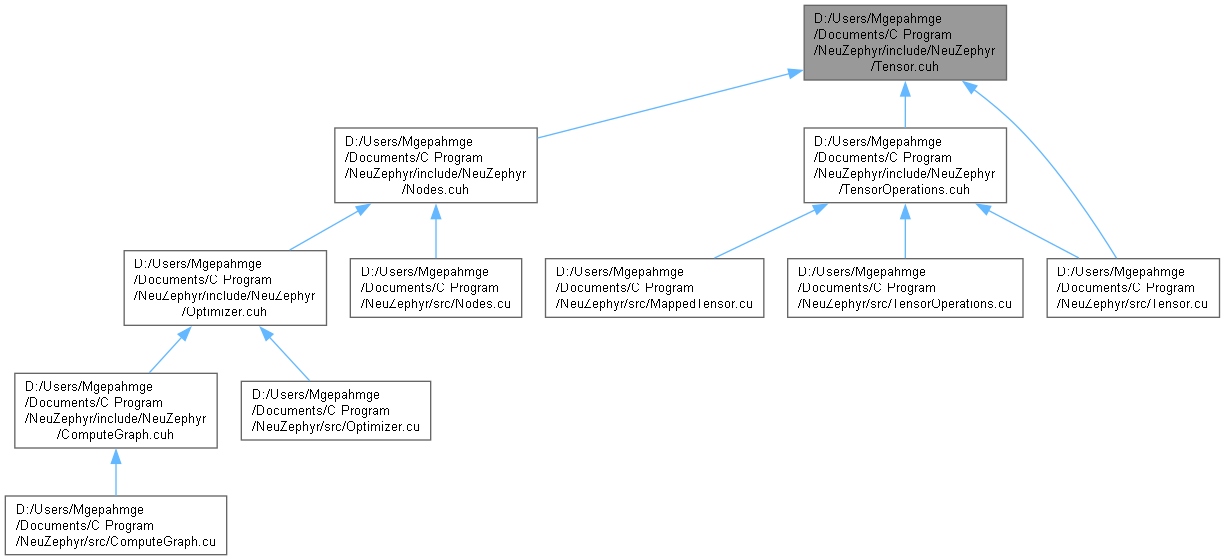 D:/Users/Mgepahmge
/Documents/C Program
/NeuZephyr/include/NeuZephyr
/Tensor.cuh
D:/Users/Mgepahmge
/Documents/C Program
/NeuZephyr/include/NeuZephyr
/Nodes.cuh
D:/Users/Mgepahmge
/Documents/C Program
/NeuZephyr/include/NeuZephyr
/TensorOperations.cuh
D:/Users/Mgepahmge
/Documents/C Program
/NeuZephyr/include/NeuZephyr
/Optimizer.cuh
D:/Users/Mgepahmge
/Documents/C Program
/NeuZephyr/src/Nodes.cu
D:/Users/Mgepahmge
/Documents/C Program
/NeuZephyr/src/MappedTensor.cu
D:/Users/Mgepahmge
/Documents/C Program
/NeuZephyr/src/TensorOperations.cu
D:/Users/Mgepahmge
/Documents/C Program
/NeuZephyr/src/Tensor.cu
D:/Users/Mgepahmge
/Documents/C Program
/NeuZephyr/include/NeuZephyr
/ComputeGraph.cuh
D:/Users/Mgepahmge
/Documents/C Program
/NeuZephyr/src/Optimizer.cu
D:/Users/Mgepahmge
/Documents/C Program
/NeuZephyr/src/ComputeGraph.cu